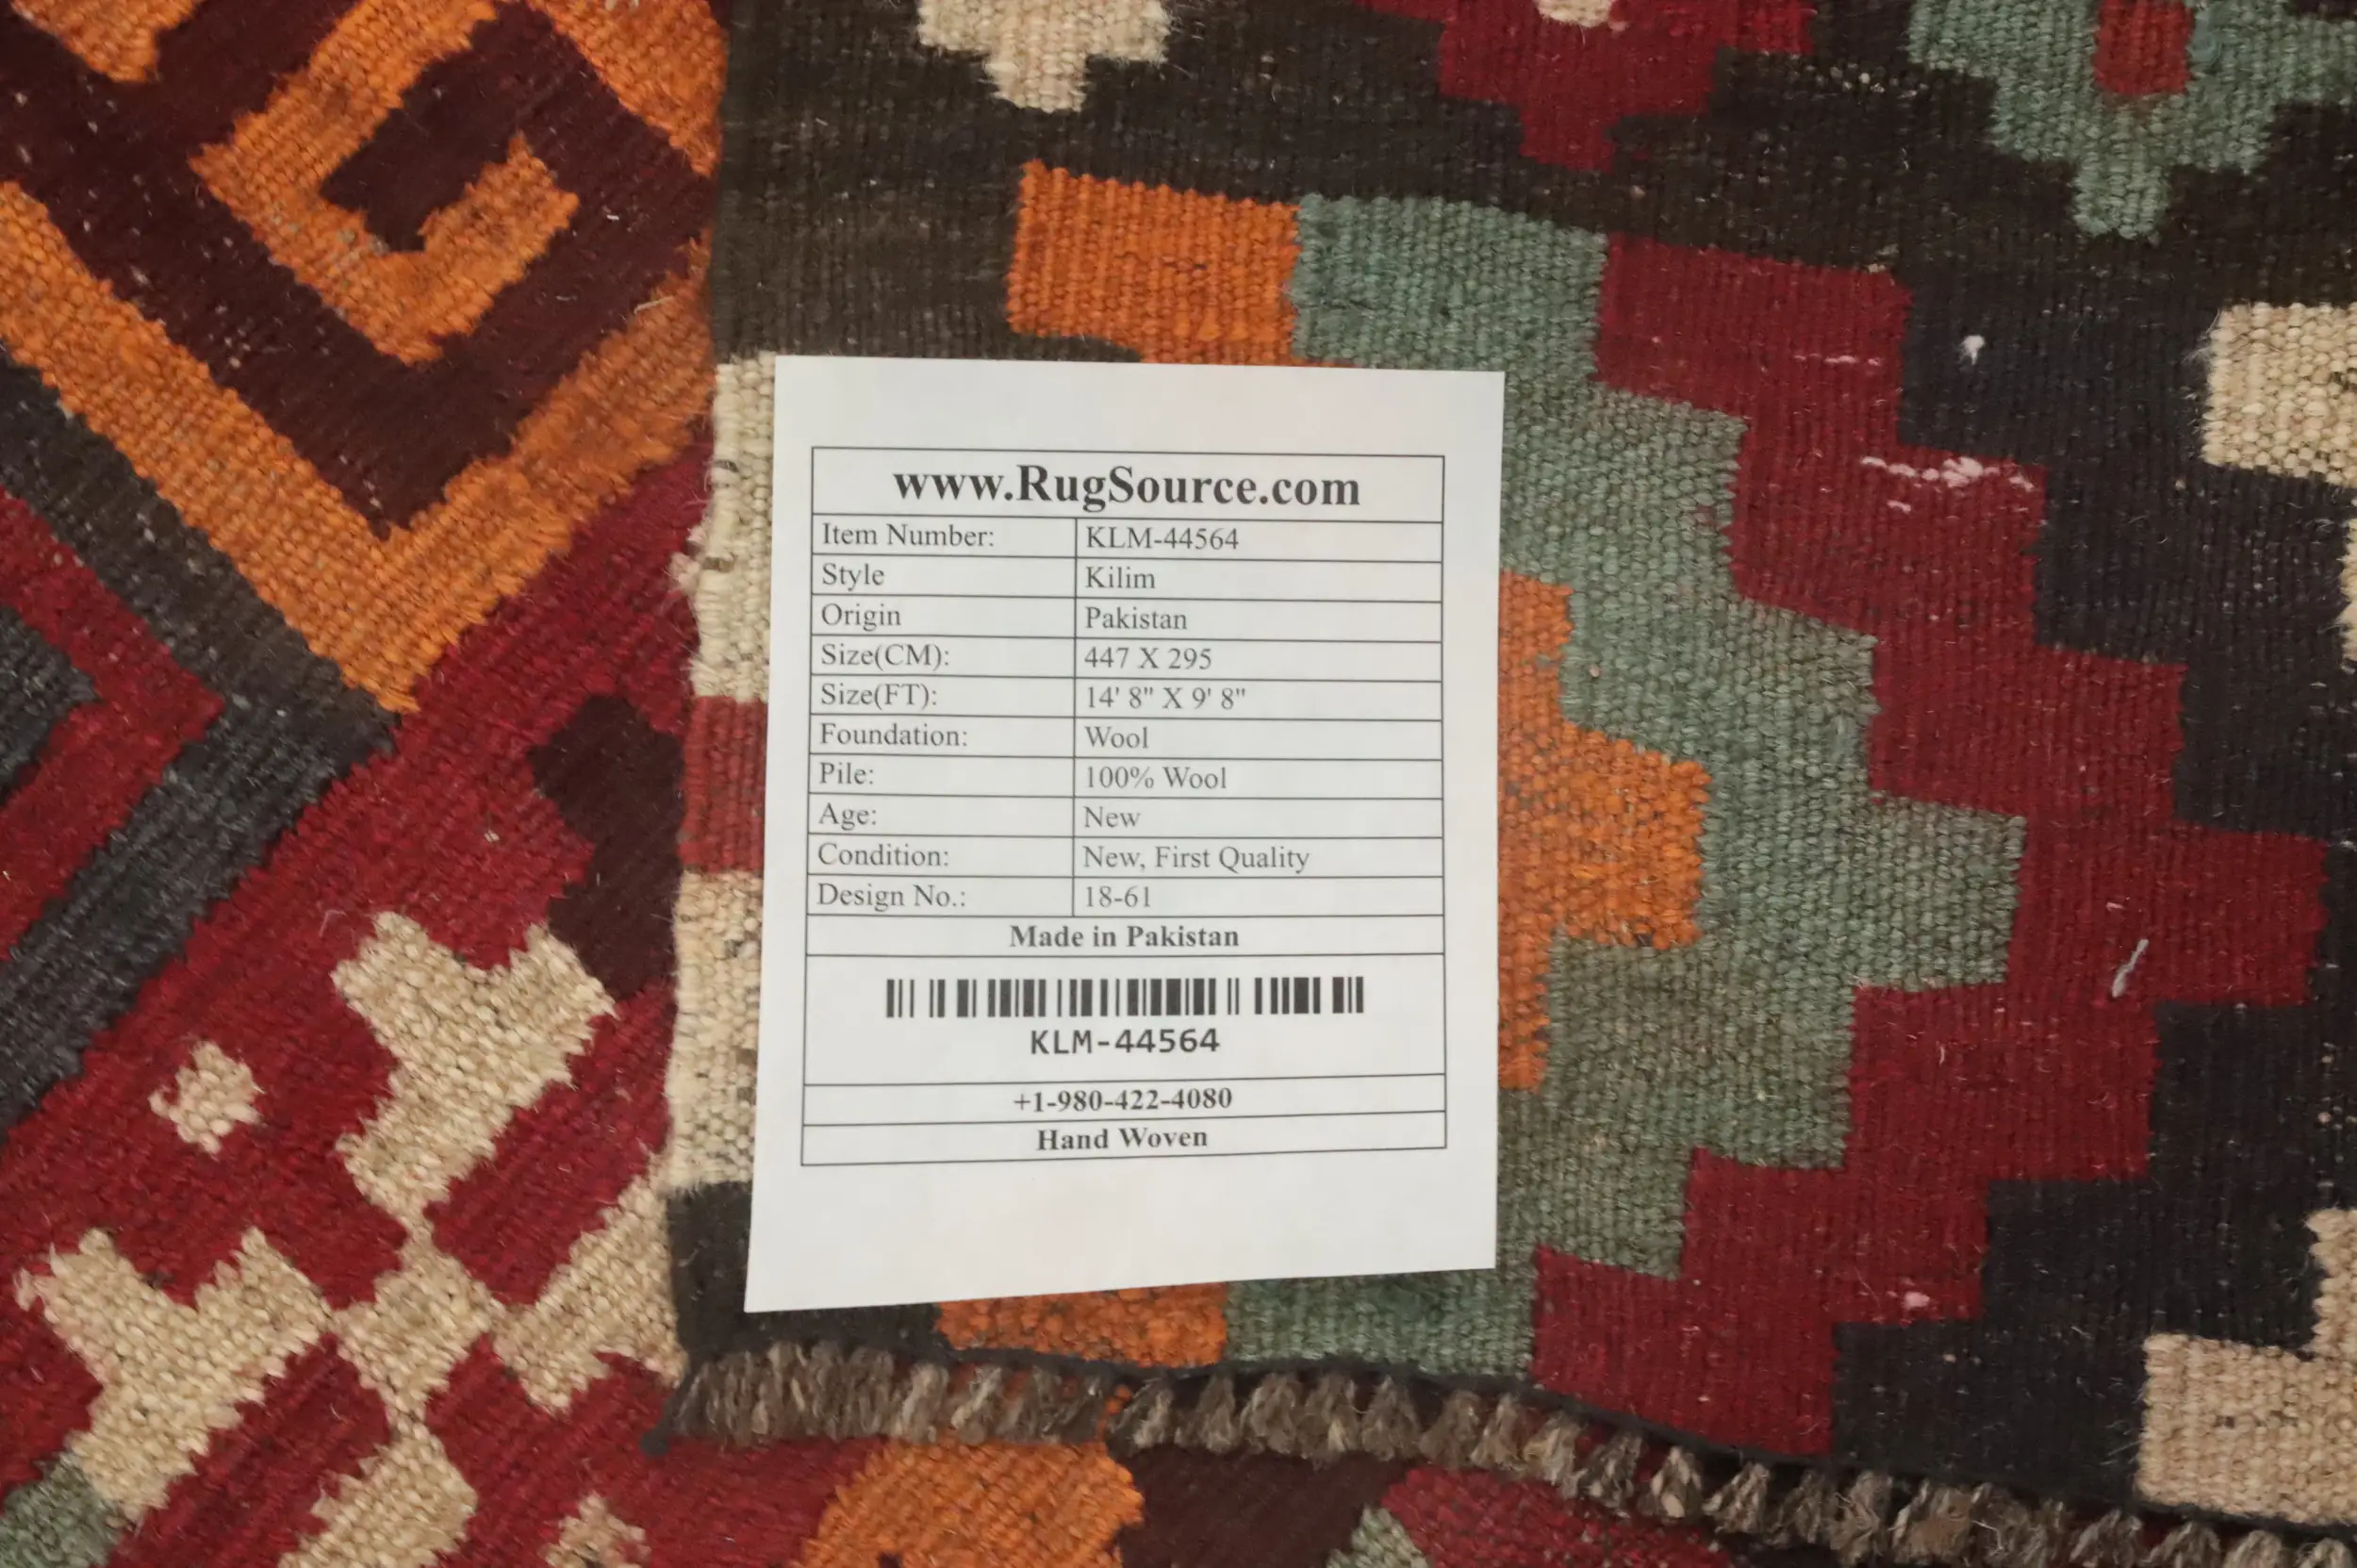 www.RugSource.com
Item Number: KLM-44564
Style Kilim
Origin Pakistan
Size(CM): 447 X 295
Size(FT): 14' 8" X 9' 8"
Foundation: Wool
Pile: 100% Wool
Age: New
Condition: New, First Quality
Design No.: 18-61
Made in Pakistan
KLM-44564
+1-980-422-4080
Hand Woven